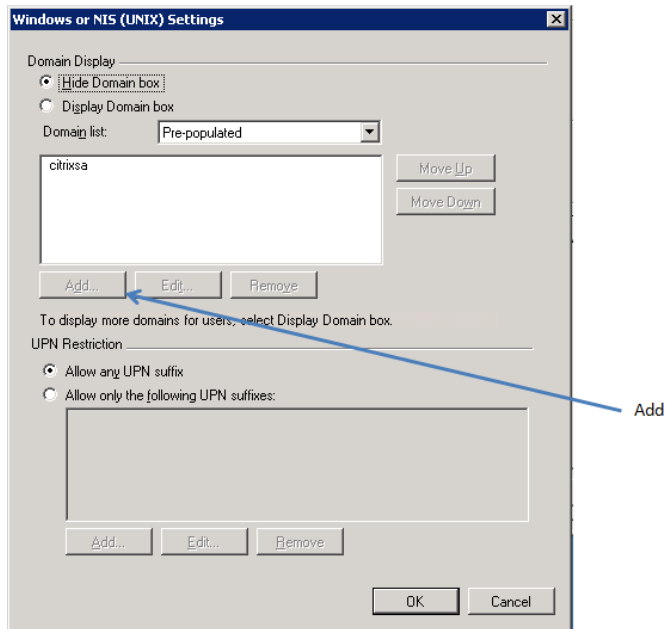 Windows or NIS (UNIX) Settings
Domain Display
Hide Domain box
Display Domain box
Domain list: Pre-populated
citrixsa
Move Up
Move Down
Add... Edit... Remove
To display more domains for users, select Display Domain box.
UPN Restriction
Allow any UPN suffix
Allow only the following UPN suffixes:
Add
Add... Edit... Remove
OK Cancel